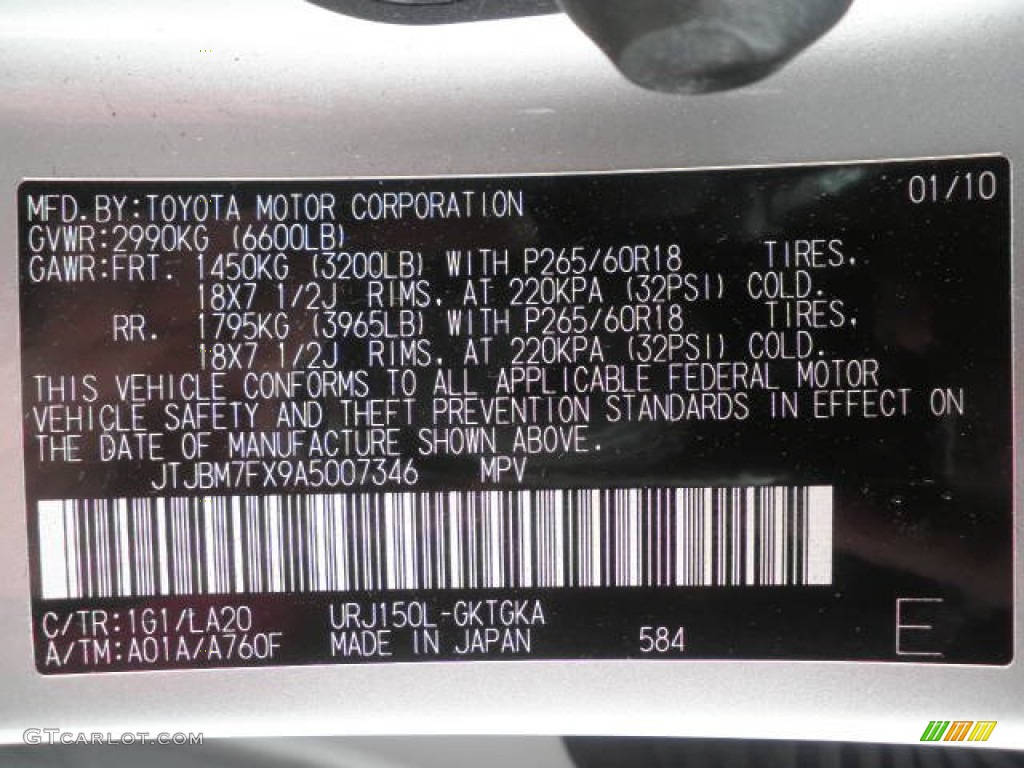 01/10
MFD.BY:TOYOTA MOTOR CORPORATION
GVWR:2990KG (6600LB)
GAWR:FRT. 1450KG (3200LB) WITH P265/60R18 TIRES,
18X7 1/2J RIMS, AT 220KPA (32PSI) COLD.
RR. 1795KG (3965LB) WITH P265/60R18 TIRES,
18X7 1/2J RIMS, AT 220KPA (32PSI) COLD.
THIS VEHICLE CONFORMS TO ALL APPLICABLE FEDERAL MOTOR
VEHICLE SAFETY AND THEFT PREVENTION STANDARDS IN EFFECT ON
THE DATE OF MANUFACTURE SHOWN ABOVE.
JTJBM7FX9A5007346 MPV
C/TR:1G1/LA20 URJ150L-GKTGKA
A/TM:A01A/A760F MADE IN JAPAN 584 E
GTCARLOT.COM